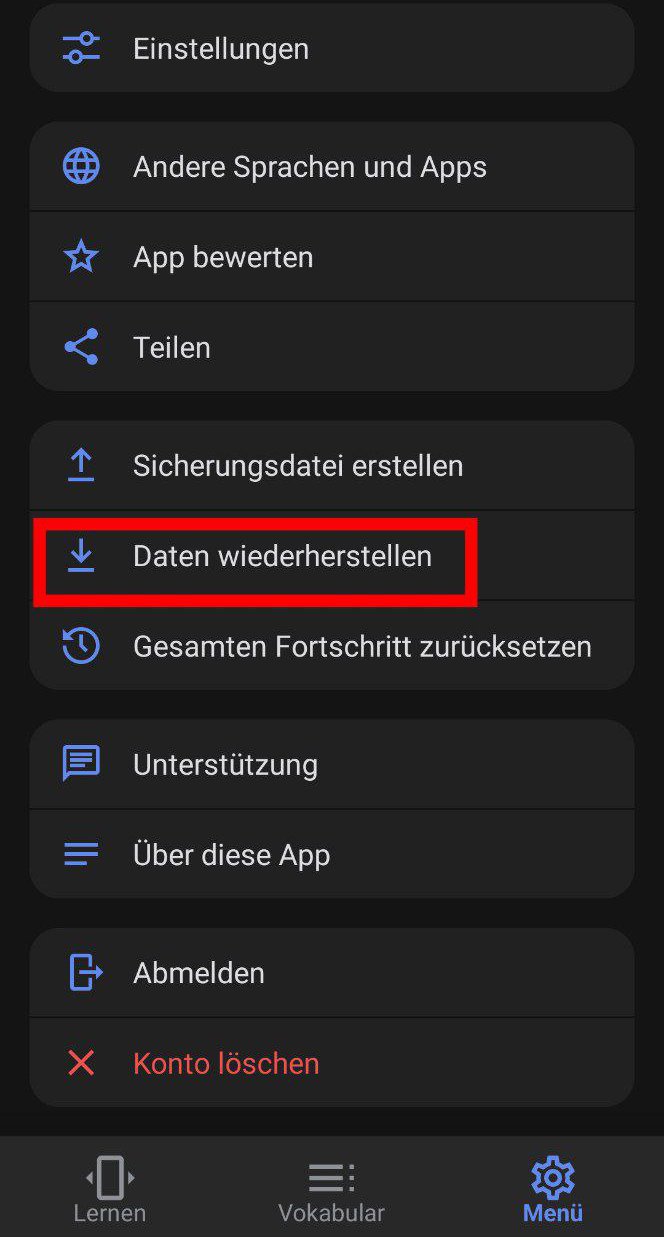 Einstellungen
Andere Sprachen und Apps
App bewerten
Teilen
Sicherungsdatei erstellen
Daten wiederherstellen
Gesamten Fortschritt zurücksetzen
Unterstützung
Über diese App
Abmelden
Konto löschen
Lernen
Vokabular
Menü